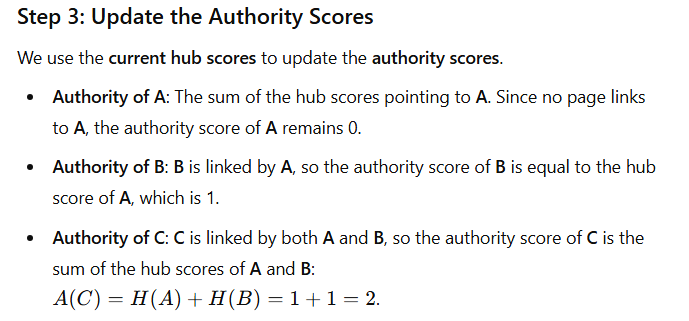 Step 3: Update the Authority Scores
We use the current hub scores to update the authority scores.
• Authority of A: The sum of the hub scores pointing to A. Since no page links
to A, the authority score of A remains 0.
• Authority of B: B is linked by A, so the authority score of B is equal to the hub
score of A, which is 1.
• Authority of C: C is linked by both A and B, so the authority score of C is the
sum of the hub scores of A and B:
A(C) = H(A) + H(B) = 1 + 1 = 2.